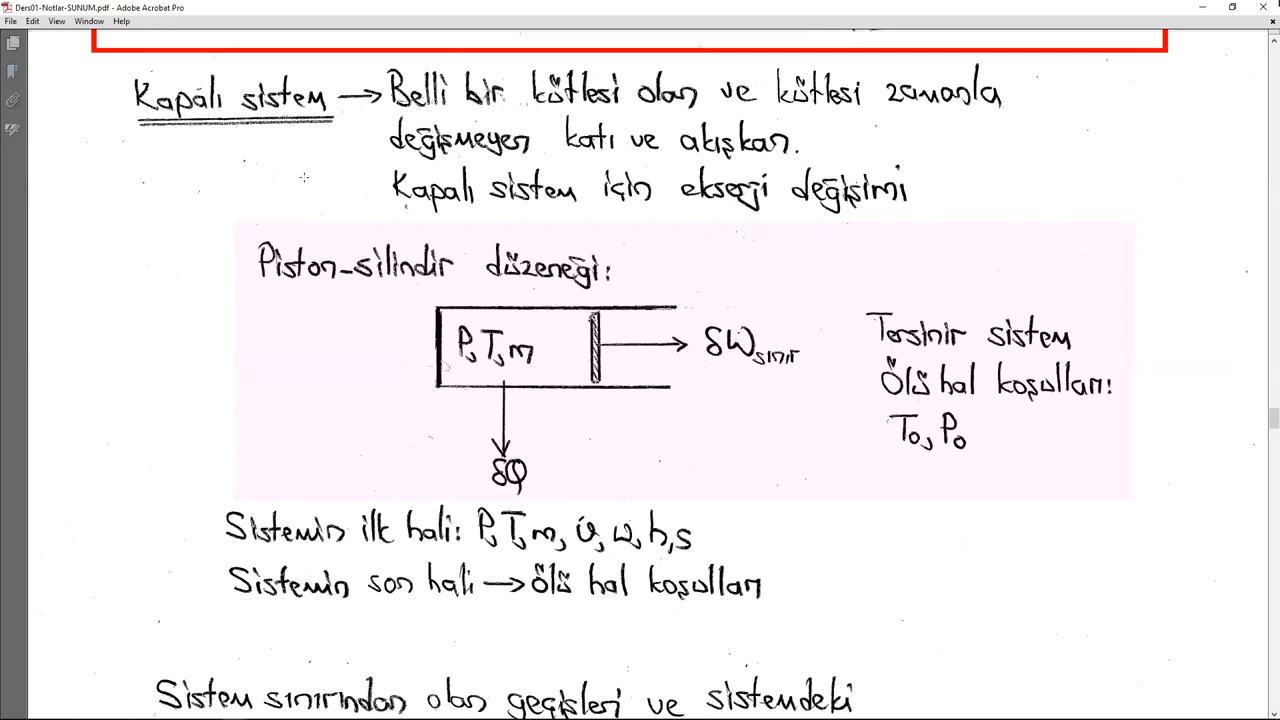 Ders01-Notlar-SUNUM.pdf - Adobe Acrobat Pro
File Edit View Window Help
Kapalı sistem → Belli bir kütlesi olan ve kütlesi zamanla
değişmeyen katı ve akışkan.
Kapalı sistem için ekserji değişimi
Piston-silindir düzeneği:
P, T, m
δW sınır
δQ
Tersinir sistem
Ölü hal koşulları:
T₀, P₀
Sistemin ilk hali: P, T, m, v, u, h, s
Sistemin son hali → ölü hal koşulları
Sistem sınırından olan geçişleri ve sistemdeki